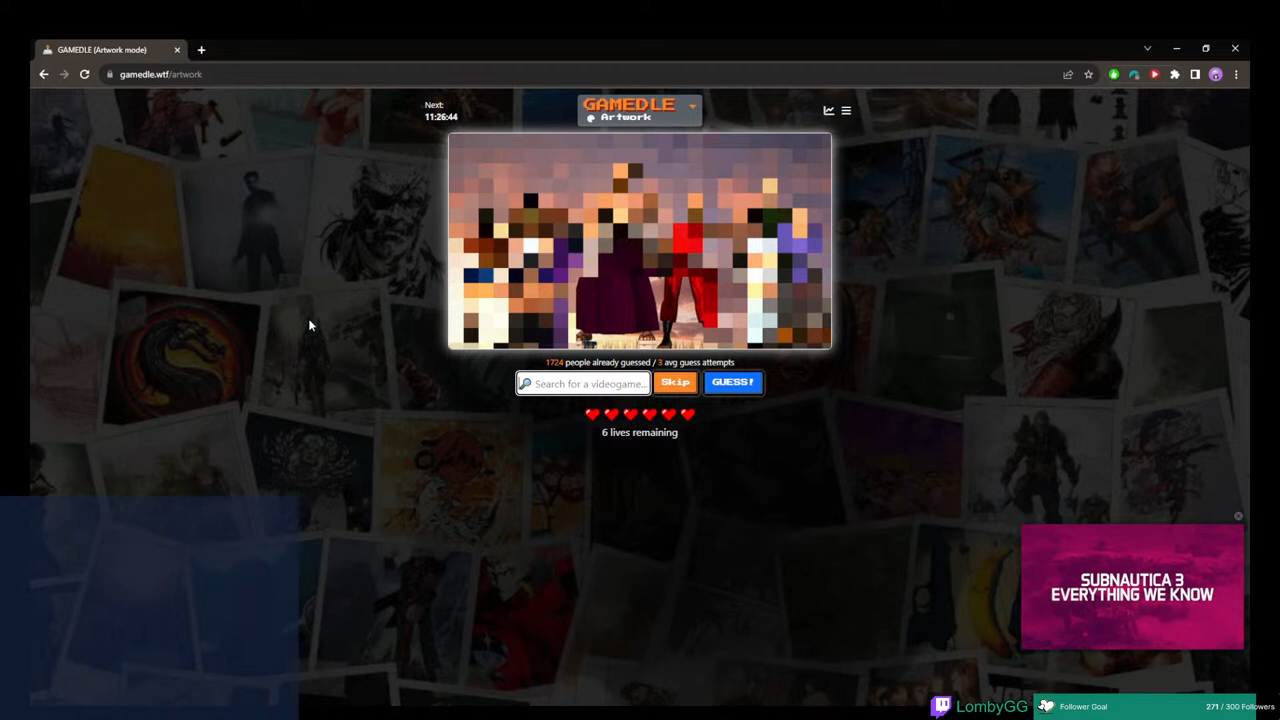 GAMEDLE (Artwork mode)
gamedle.wtf/artwork
Next:
11:26:44
GAMEDLE
Artwork
1724 people already guessed / 3 avg guess attempts
Search for a videogame...
Skip
GUESS!
6 lives remaining
SUBNAUTICA 3
EVERYTHING WE KNOW
LombyGG
Follower Goal
271 / 300 Followers